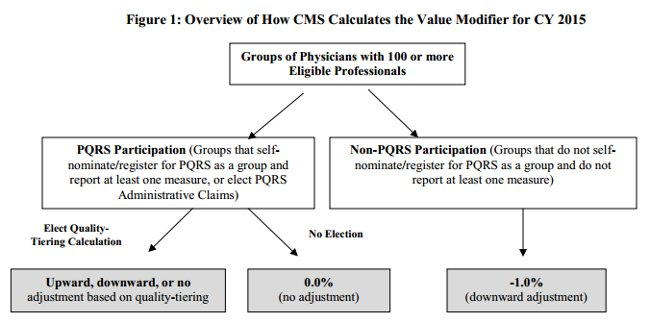 Figure 1: Overview of How CMS Calculates the Value Modifier for CY 2015
Groups of Physicians with 100 or more
Eligible Professionals
PQRS Participation (Groups that self-
nominate/register for PQRS as a group and
report at least one measure, or elect PQRS
Administrative Claims)
Non-PQRS Participation (Groups that do not self-
nominate/register for PQRS as a group and do not
report at least one measure)
Elect Quality-
Tiering Calculation
No Election
Upward, downward, or no
adjustment based on quality-tiering
0.0%
(no adjustment)
-1.0%
(downward adjustment)